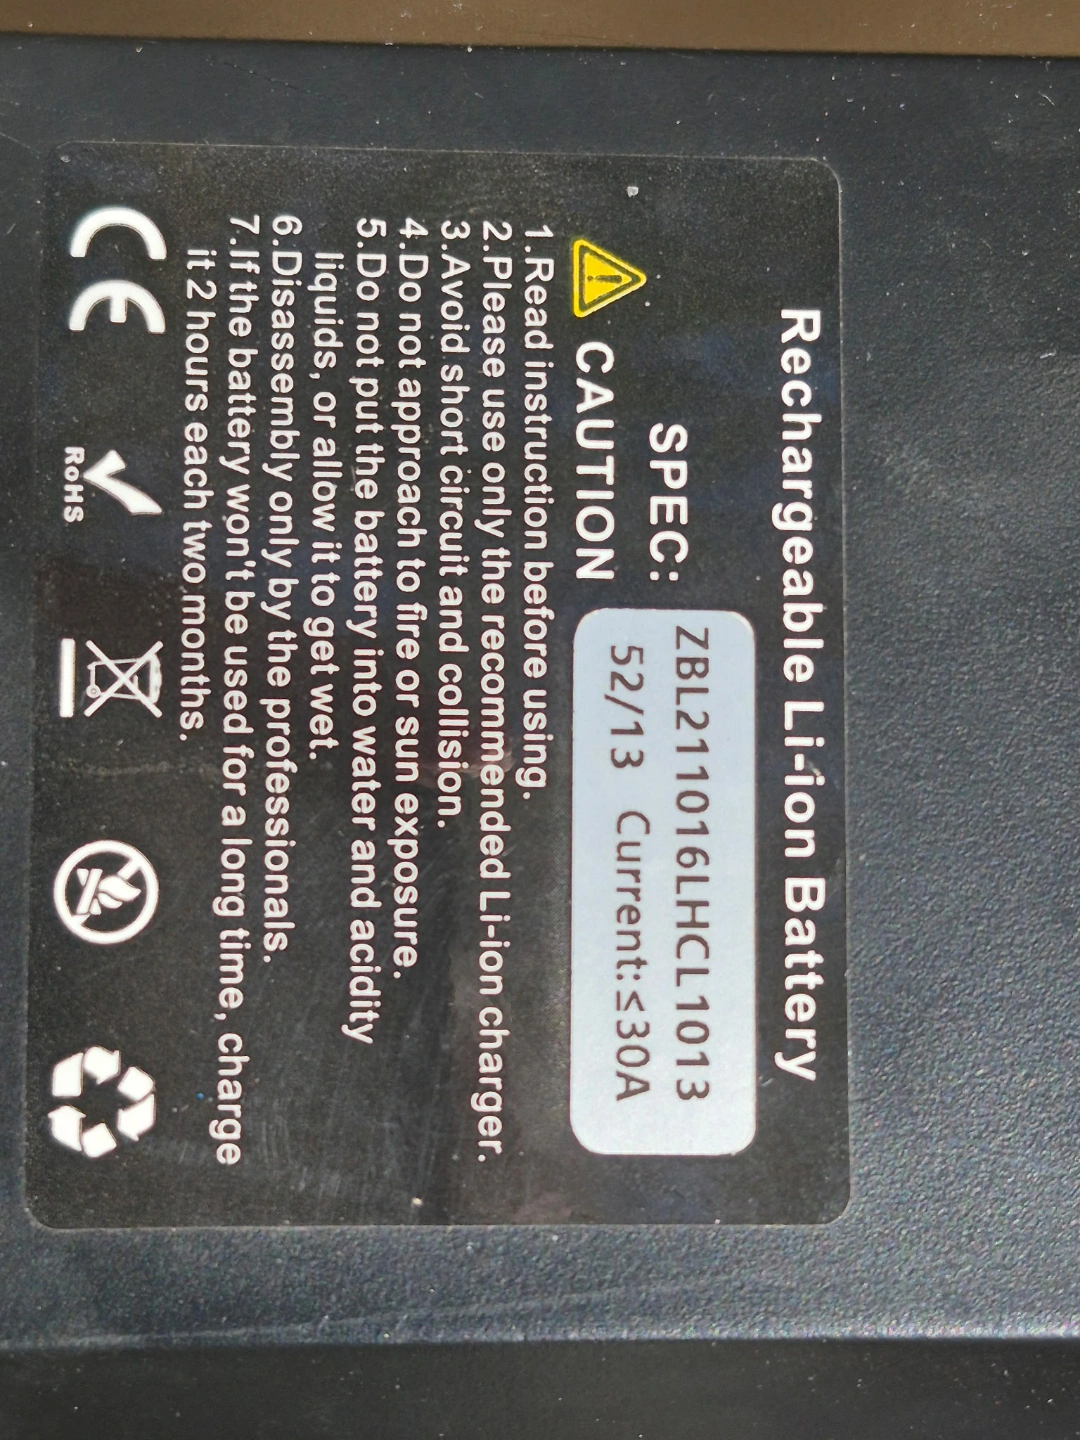 Rechargeable Li-ion Battery
SPEC:
ZBL211016LHCL1013
52/13 Current:≤30A
CAUTION
1.Read instruction before using.
2.Please use only the recommended Li-ion charger.
3.Avoid short circuit and collision.
4.Do not approach to fire or sun exposure.
5.Do not put the battery into water and acidity
liquids, or allow it to get wet.
6.Disassembly only by the professionals.
7.If the battery won't be used for a long time, charge
it 2 hours each two months.
CE
RoHS